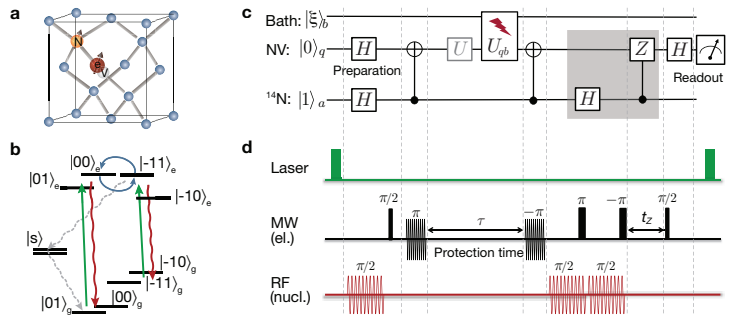 a
N
e
V
b
|00⟩e
|-11⟩e
|01⟩e
|-10⟩e
|s⟩
|-10⟩g
|-11⟩g
|01⟩g
|00⟩g
c
Bath: |ξ⟩b
NV: |0⟩q
H
U
Uqb
Z
H
Preparation
Readout
14N: |1⟩a
H
H
d
Laser
MW
(el.)
π/2
π
τ
−π
π
−π
π/2
tZ
Protection time
RF
(nucl.)
π/2
π/2
π/2